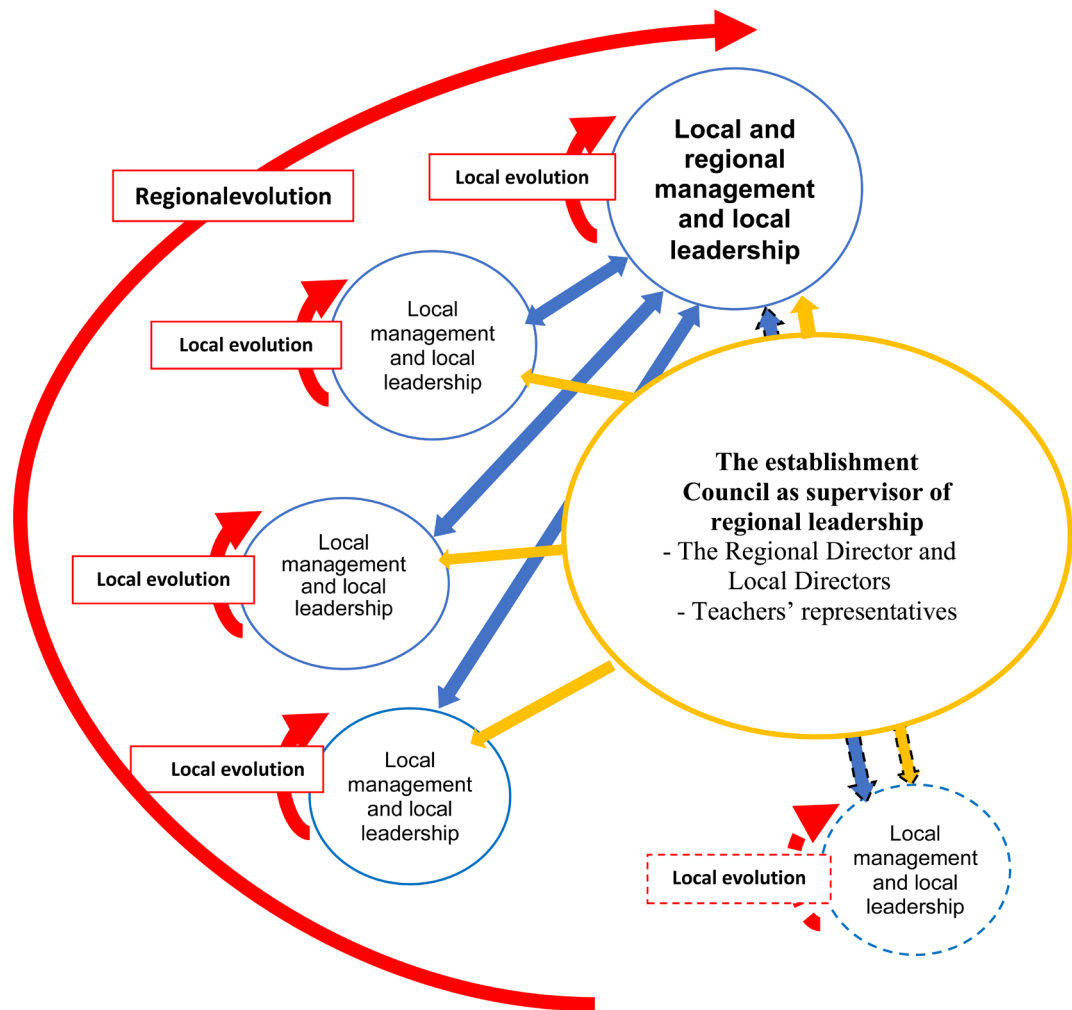 Local and
regional
management
and local
leadership
Local evolution
Regionalevolution
Local
management
and local
leadership
Local evolution
The establishment
Council as supervisor of
regional leadership
- The Regional Director and
Local Directors
- Teachers’ representatives
Local
management
and local
leadership
Local evolution
Local
management
and local
leadership
Local evolution
Local
management
and local
leadership
Local evolution